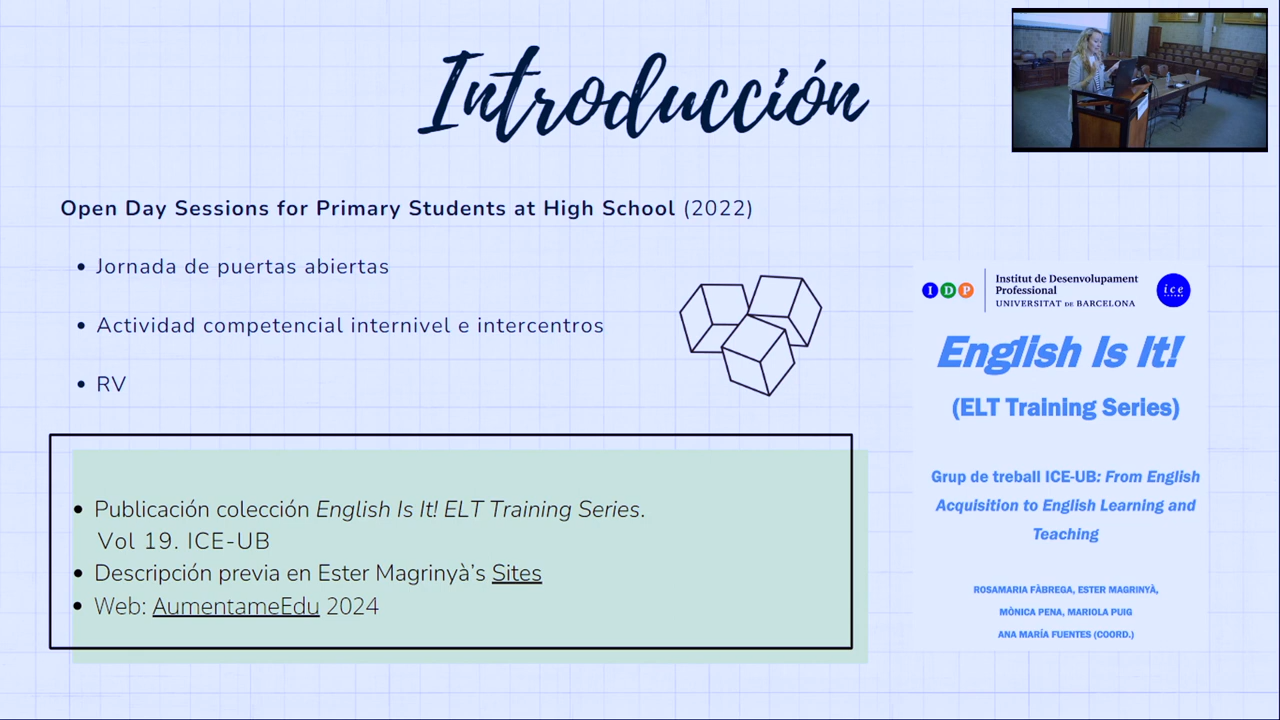 Introducción
Open Day Sessions for Primary Students at High School (2022)
• Jornada de puertas abiertas
• Actividad competencial internivel e intercentros
• RV
• Publicación colección English Is It! ELT Training Series.
Vol 19. ICE-UB
• Descripción previa en Ester Magrinyà's Sites
• Web: AumentameEdu 2024
IDP
Institut de Desenvolupament
Professional
UNIVERSITAT DE BARCELONA
ice
English Is It!
(ELT Training Series)
Grup de treball ICE-UB: From English
Acquisition to English Learning and
Teaching
ROSAMARIA FÀBREGA, ESTER MAGRINYÀ,
MÒNICA PENA, MARIOLA PUIG
ANA MARÍA FUENTES (COORD.)